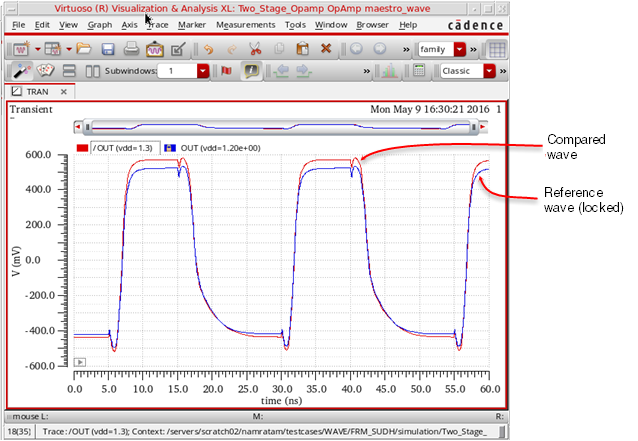 Virtuoso (R) Visualization & Analysis XL: Two_Stage_Opamp OpAmp maestro_wave
File Edit View Graph Axis Trace Marker Measurements Tools Window Browser Help cādence
» family »
Subwindows: 1 » Classic »
TRAN
Transient Mon May 9 16:30:21 2016 1
/OUT (vdd=1.3) OUT (vdd=1.20e+00)
Compared
wave
Reference
wave (locked)
600.0
400.0
200.0
0.0
-200.0
-400.0
-600.0
V (mV)
0.0 5.0 10.0 15.0 20.0 25.0 30.0 35.0 40.0 45.0 50.0 55.0 60.0
time (ns)
mouse L: M: R:
18(35) Trace: /OUT (vdd=1.3); Context: /servers/scratch02/namratam/testcases/WAVE/FRM_SUDH/simulation/Two_Stage_